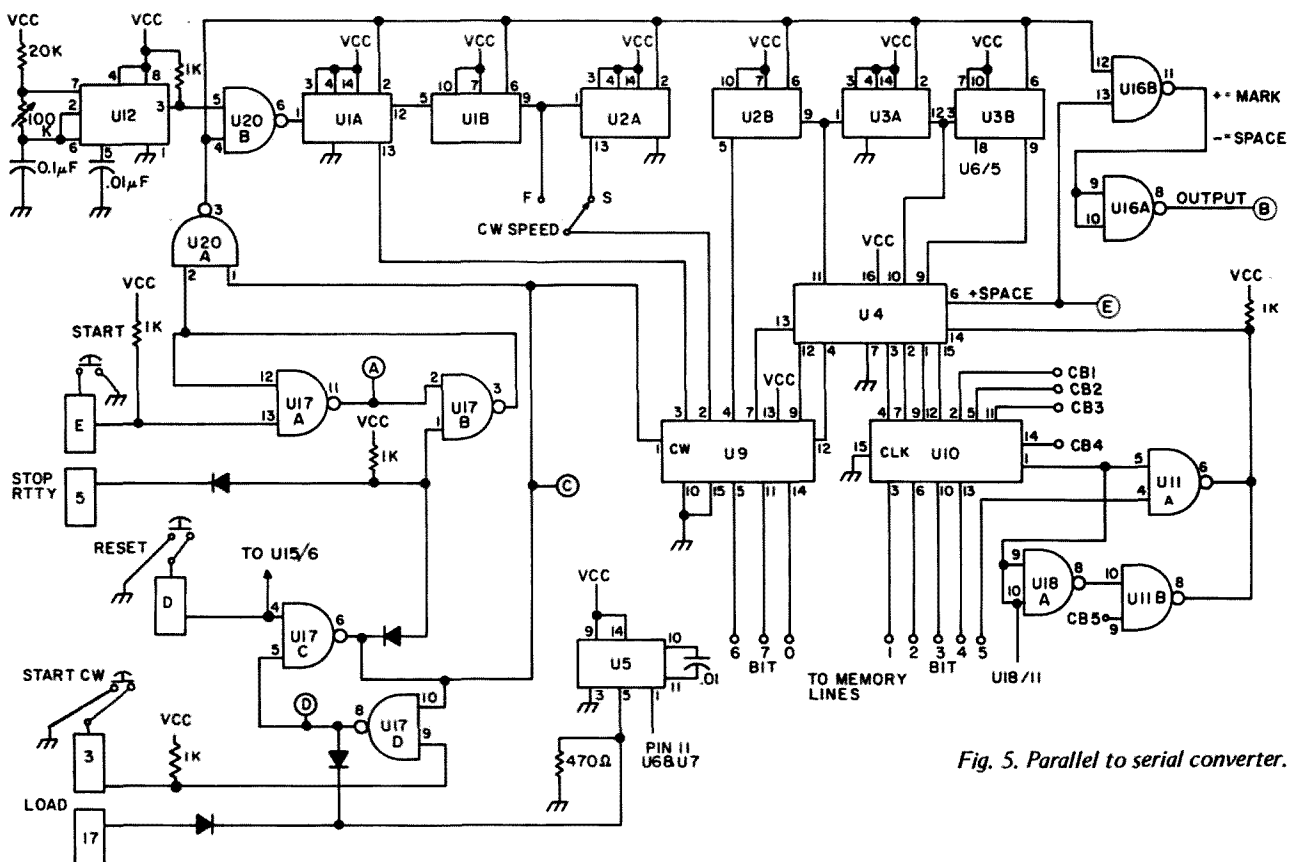 VCC
VCC
20K
1K
7
2
100
K
6
4
8
3
U12
5
1
0.1µF
.01µF
5
4
U20
B
6
VCC
3
4
14
2
1
U1A
12
13
VCC
10
7
6
5
U1B
9
VCC
3
4
14
2
1
U2A
13
VCC
10
7
6
U2B
9
5
VCC
3
4
14
2
1
U3A
12
VCC
7
10
6
3
U3B
8
9
U6/5
12
13
U16B
11
+=MARK
-=SPACE
9
10
U16A
8
OUTPUT
B
F
S
CW SPEED
3
U20
A
2
1
VCC
11
16
10
9
6
+SPACE
E
U4
13
14
12
4
7
3
2
1
15
VCC
1K
VCC
1K
START
E
12
13
U17
A
11
A
2
1
U17
B
3
VCC
1K
STOP
RTTY
5
C
VCC
3
2
4
7
13
9
1
CW
U9
12
10
15
5
11
14
4
7
9
12
2
5
11
CB1
CB2
CB3
14
CB4
15
CLK
U10
1
3
6
10
13
5
4
U11
A
6
9
10
U18
A
8
10
9
U11B
8
CB5
U18/11
RESET
D
TO U15/6
4
5
U17
C
6
START CW
3
VCC
1K
D
8
U17
D
10
9
LOAD
17
VCC
9
14
10
U5
11
.01
3
5
1
470Ω
PIN 11
U6&U7
6
7
0
BIT
1
2
3
4
5
BIT
TO MEMORY
LINES
Fig. 5. Parallel to serial converter.